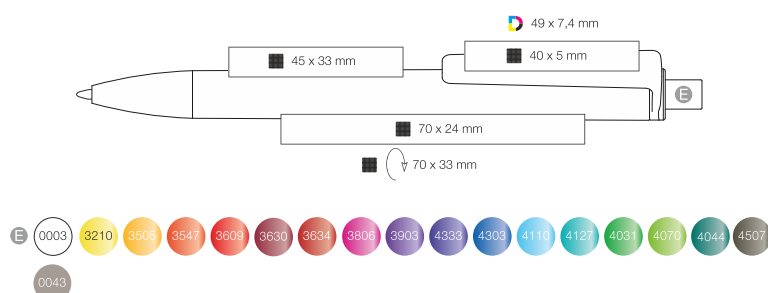 49 x 7,4 mm
45 x 33 mm
40 x 5 mm
E
70 x 24 mm
70 x 33 mm
E 0003 3210 3505 3547 3609 3630 3634 3806 3903 4333 4303 4110 4127 4031 4070 4044 4507
0043